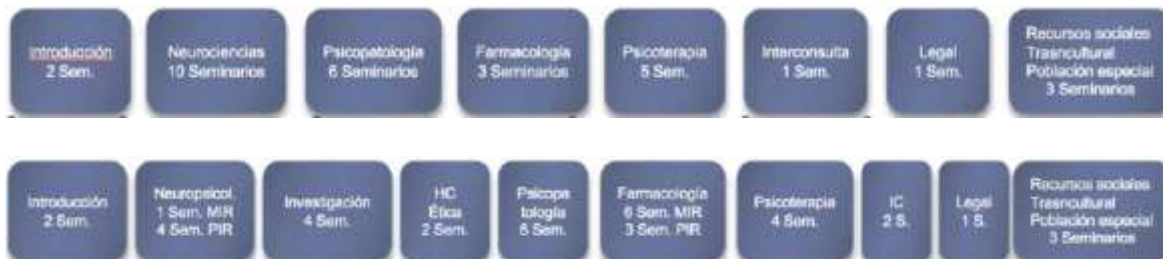 Introducción
2 Sem.
Neurociencias
10 Seminarios
Psicopatología
6 Seminarios
Farmacología
3 Seminarios
Psicoterapia
5 Sem.
Interconsulta
1 Sem.
Legal
1 Sem.
Recursos sociales
Trascultural
Población especial
3 Seminarios
Introducción
2 Sem.
Neuropsicol.
1 Sem. MIR
4 Sem. PIR
Investigación
4 Sem.
HC
Ética
2 Sem.
Psicopa
tología
6 Sem.
Farmacología
6 Sem. MIR
3 Sem. PIR
Psicoterapia
4 Sem.
IC
2 S.
Legal
1 S.
Recursos sociales
Trascultural
Población especial
3 Seminarios